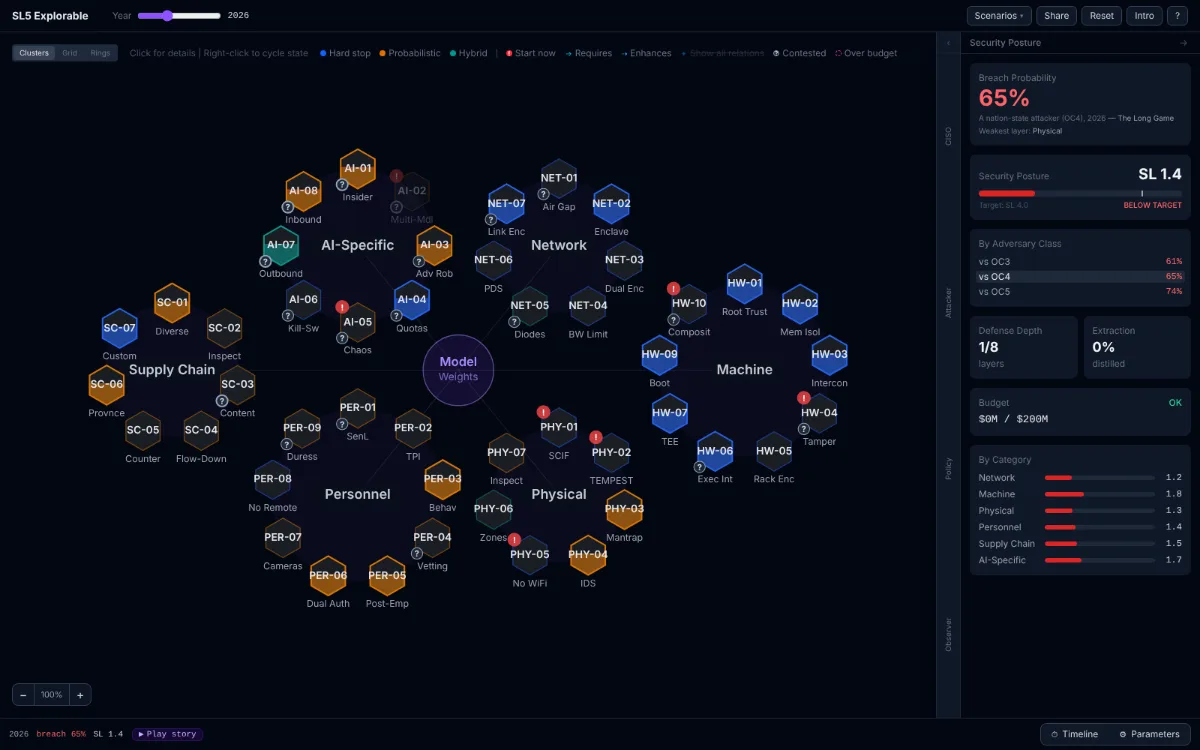 SL5 Explorable
Year 2026
Scenarios
Share
Reset
Intro
?
Clusters
Grid
Rings
Click for details | Right-click to cycle state
Hard stop
Probabilistic
Hybrid
|
Start now
Requires
Enhances
Show all relations
Contested
Over budget
AI-Specific
AI-01
Insider
AI-02
Multi-Mdl
AI-03
Adv Rob
AI-04
Quotas
AI-05
Chaos
AI-06
Kill-Sw
AI-07
Outbound
AI-08
Inbound
Network
NET-01
Air Gap
NET-02
Enclave
NET-03
Dual Enc
NET-04
BW Limit
NET-05
Diodes
NET-06
PDS
NET-07
Link Enc
Machine
HW-01
Root Trust
HW-02
Mem Isol
HW-03
Intercon
HW-04
Tamper
HW-05
Rack Enc
HW-06
Exec Int
HW-07
TEE
HW-09
Boot
HW-10
Composit
Supply Chain
SC-01
Diverse
SC-02
Inspect
SC-03
Content
SC-04
Flow-Down
SC-05
Counter
SC-06
Provnce
SC-07
Custom
Model
Weights
Personnel
PER-01
SenL
PER-02
TPI
PER-03
Behav
PER-04
Vetting
PER-05
Post-Emp
PER-06
Dual Auth
PER-07
Cameras
PER-08
No Remote
PER-09
Duress
Physical
PHY-01
SCIF
PHY-02
TEMPEST
PHY-03
Mantrap
PHY-04
IDS
PHY-05
No WiFi
PHY-06
Zones
PHY-07
Inspect
CISO
Attacker
Policy
Observer
Security Posture →
Breach Probability
65%
A nation-state attacker (OC4), 2026 — The Long Game
Weakest layer: Physical
Security Posture SL 1.4
Target: SL 4.0 BELOW TARGET
By Adversary Class
vs OC3 61%
vs OC4 65%
vs OC5 74%
Defense Depth
1/8
layers
Extraction
0%
distilled
Budget OK
$0M / $200M
By Category
Network 1.2
Machine 1.8
Physical 1.3
Personnel 1.4
Supply Chain 1.5
AI-Specific 1.7
− 100% +
2026 breach 65% SL 1.4 ▶ Play story
Timeline
Parameters